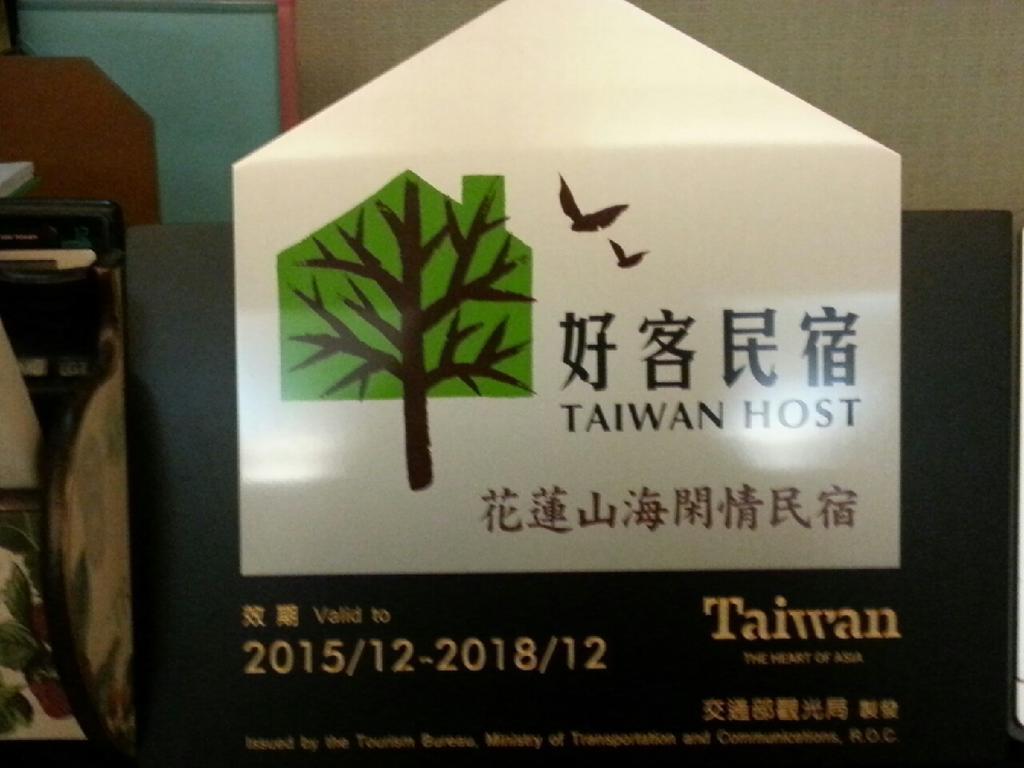 好客民宿
TAIWAN HOST
花蓮山海閑情民宿
效期 Valid to
2015/12-2018/12
Taiwan
THE HEART OF ASIA
交通部觀光局 製發
Issued by the Tourism Bureau, Ministry of Transportation and Communications, R.O.C.